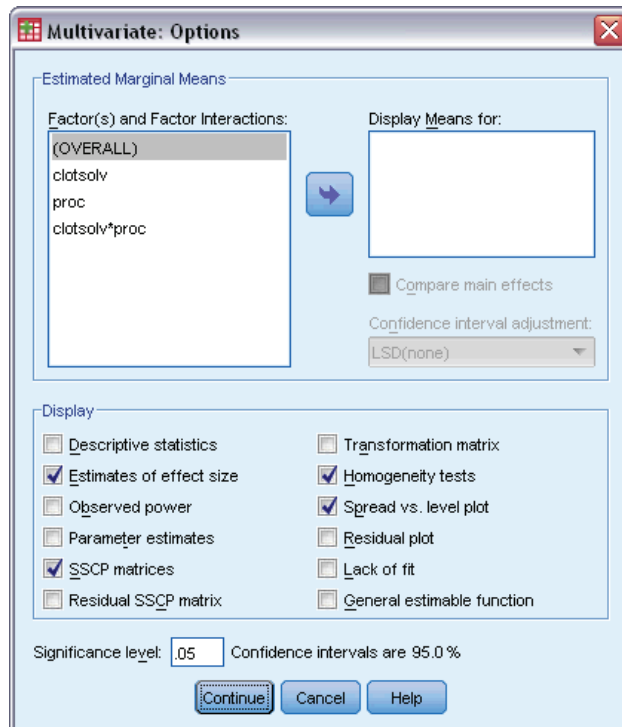 Multivariate: Options
Estimated Marginal Means
Factor(s) and Factor Interactions:
(OVERALL)
clotsolv
proc
clotsolv*proc
Display Means for:
Compare main effects
Confidence interval adjustment:
LSD(none)
Display
Descriptive statistics
Estimates of effect size
Observed power
Parameter estimates
SSCP matrices
Residual SSCP matrix
Transformation matrix
Homogeneity tests
Spread vs. level plot
Residual plot
Lack of fit
General estimable function
Significance level: .05 Confidence intervals are 95.0 %
Continue Cancel Help